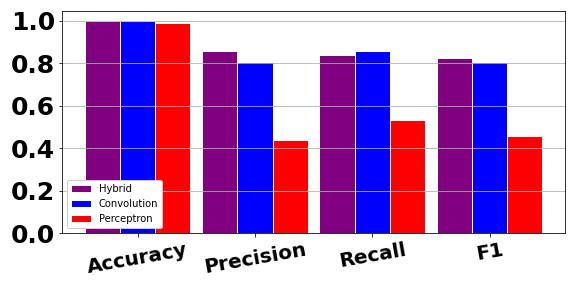 1.0
0.8
0.6
0.4
0.2
0.0
Hybrid
Convolution
Perceptron
Accuracy
Precision
Recall
F1